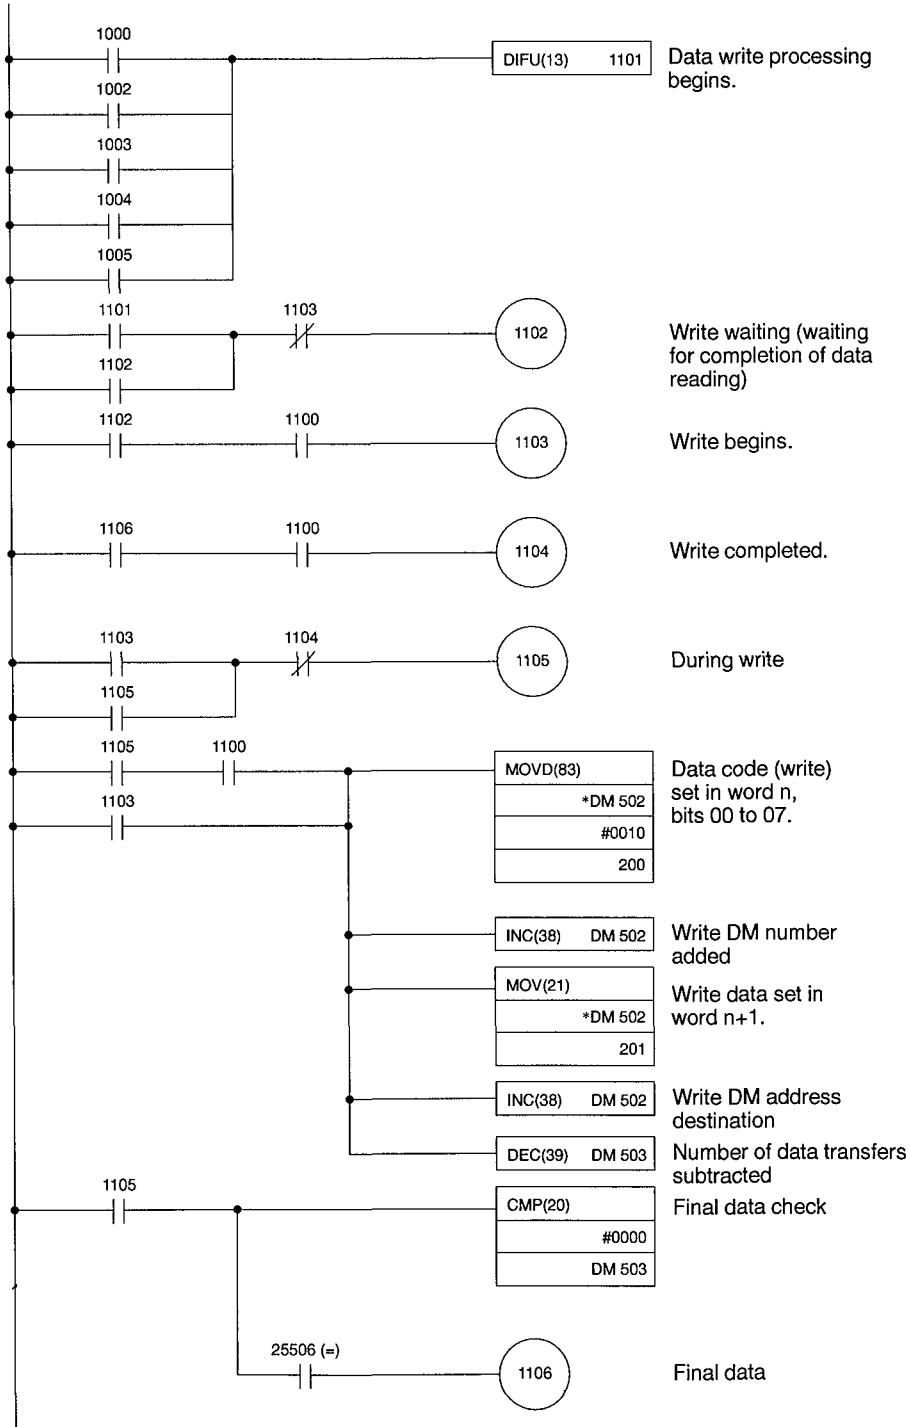 1000
DIFU(13) 1101
Data write processing
begins.
1002
1003
1004
1005
1101
1103
1102
Write waiting (waiting
for completion of data
reading)
1102
1102
1100
1103
Write begins.
1106
1100
1104
Write completed.
1103
1104
1105
During write
1105
1105
1100
MOVD(83)
*DM 502
#0010
200
Data code (write)
set in word n,
bits 00 to 07.
1103
INC(38) DM 502
Write DM number
added
MOV(21)
*DM 502
201
Write data set in
word n+1.
INC(38) DM 502
Write DM address
destination
DEC(39) DM 503
Number of data transfers
subtracted
1105
CMP(20)
#0000
DM 503
Final data check
25506 (=)
1106
Final data